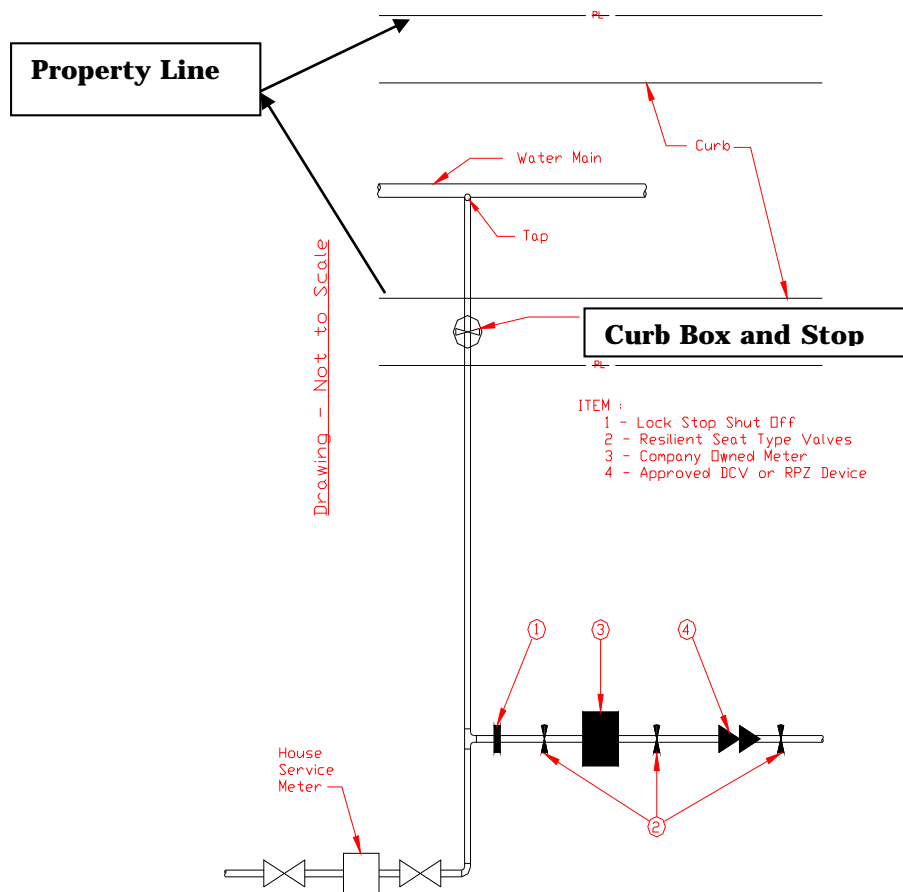 PL
Property Line
Curb
Water Main
Tap
Drawing - Not to Scale
Curb Box and Stop
PL
ITEM :
1 - Lock Stop Shut Off
2 - Resilient Seat Type Valves
3 - Company Owned Meter
4 - Approved DCV or RPZ Device
1
3
4
House
Service
Meter
2